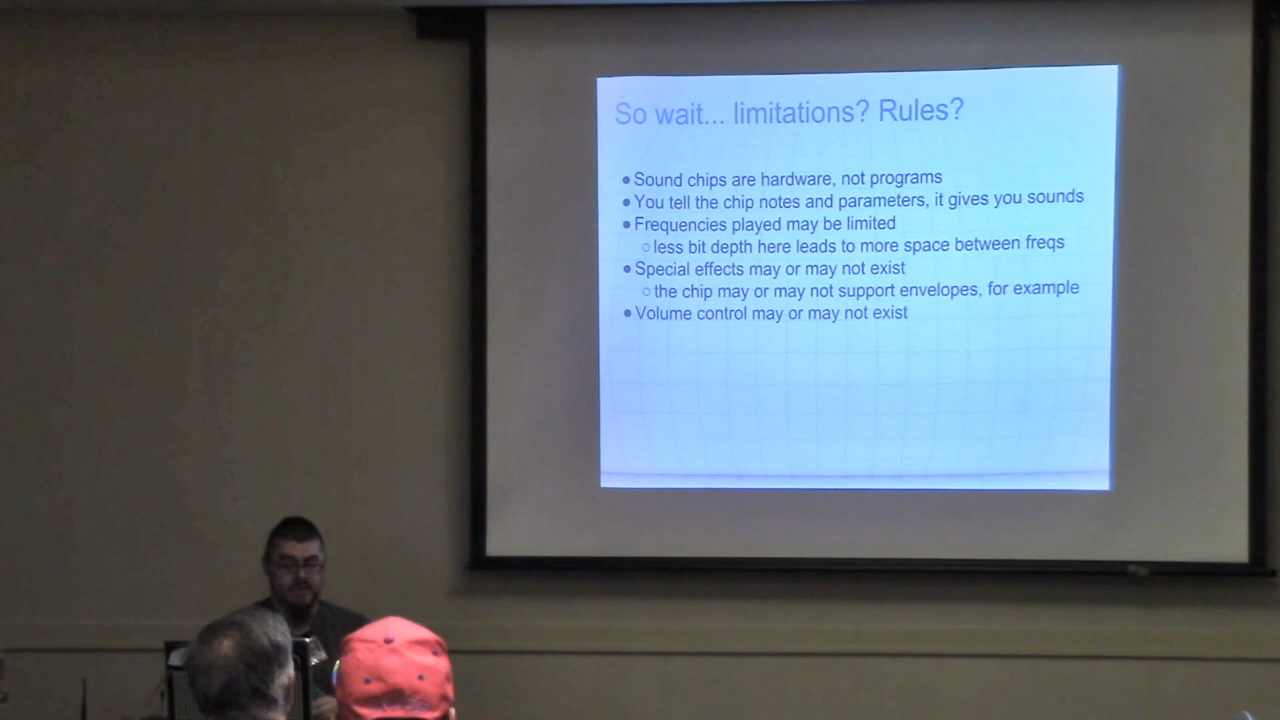 So wait... limitations? Rules?
• Sound chips are hardware, not programs
• You tell the chip notes and parameters, it gives you sounds
• Frequencies played may be limited
○ less bit depth here leads to more space between freqs
• Special effects may or may not exist
○ the chip may or may not support envelopes, for example
• Volume control may or may not exist